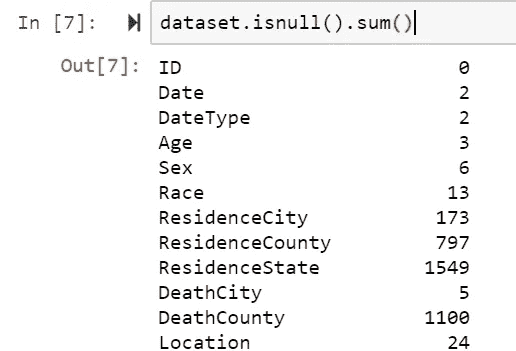 In [7]: dataset.isnull().sum()
Out[7]: ID 0
Date 2
DateType 2
Age 3
Sex 6
Race 13
ResidenceCity 173
ResidenceCounty 797
ResidenceState 1549
DeathCity 5
DeathCounty 1100
Location 24